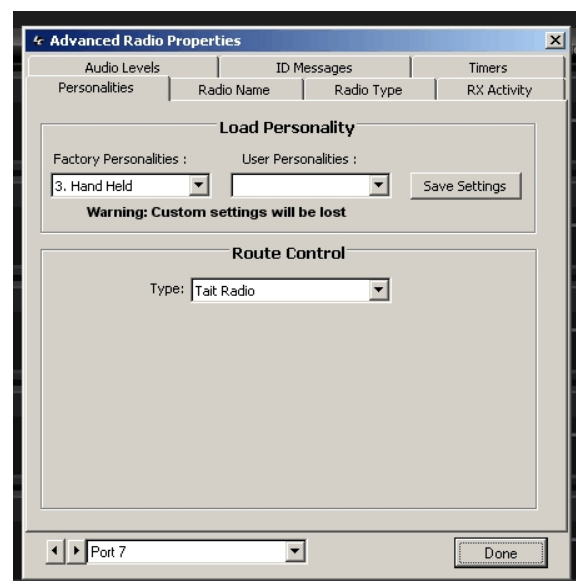 Advanced Radio Properties
Audio Levels ID Messages Timers
Personalities Radio Name Radio Type RX Activity
Load Personality
Factory Personalities : User Personalities :
3. Hand Held Save Settings
Warning: Custom settings will be lost
Route Control
Type: Tait Radio
Port 7 Done